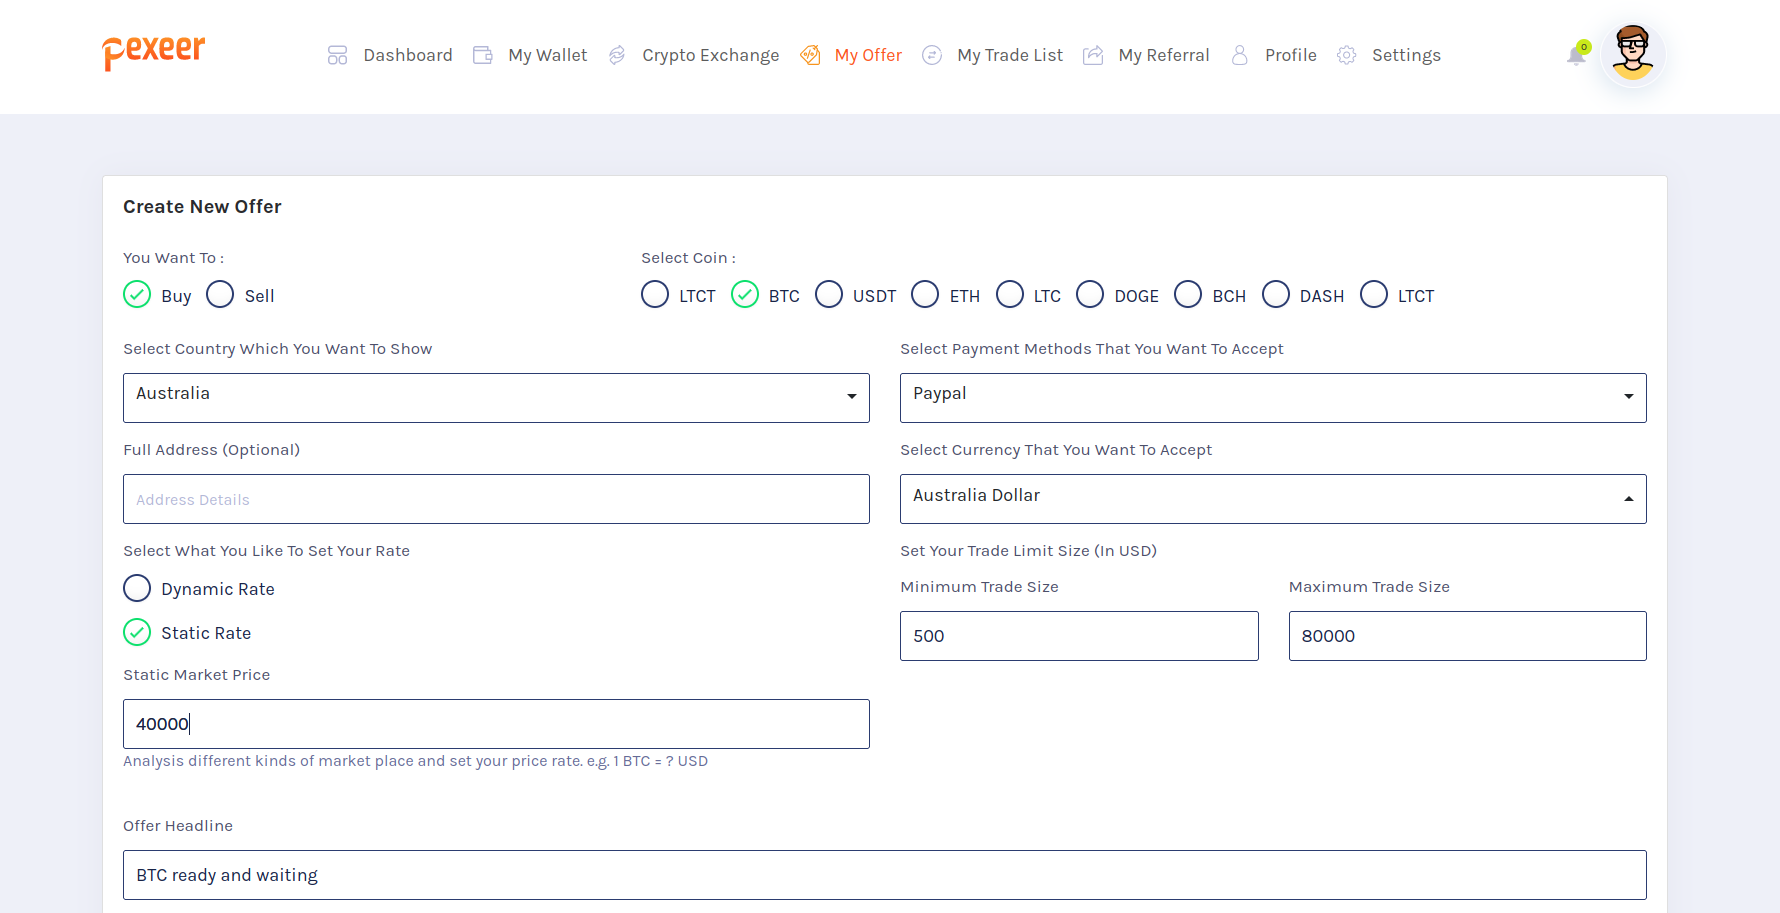 Pexeer
Dashboard My Wallet Crypto Exchange My Offer My Trade List My Referral Profile Settings 0
Create New Offer
You Want To : Select Coin :
Buy Sell LTCT BTC USDT ETH LTC DOGE BCH DASH LTCT
Select Country Which You Want To Show Select Payment Methods That You Want To Accept
Australia Paypal
Full Address (Optional) Select Currency That You Want To Accept
Address Details Australia Dollar
Select What You Like To Set Your Rate Set Your Trade Limit Size (In USD)
Dynamic Rate Minimum Trade Size Maximum Trade Size
Static Rate 500 80000
Static Market Price
40000
Analysis different kinds of market place and set your price rate. e.g. 1 BTC = ? USD
Offer Headline
BTC ready and waiting